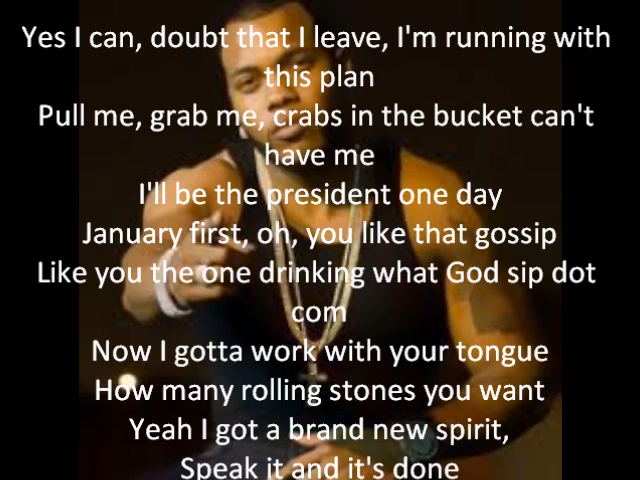 Yes I can, doubt that I leave, I'm running with
this plan
Pull me, grab me, crabs in the bucket can't
have me
I'll be the president one day
January first, oh, you like that gossip
Like you the one drinking what God sip dot
com
Now I gotta work with your tongue
How many rolling stones you want
Yeah I got a brand new spirit,
Speak it and it's done